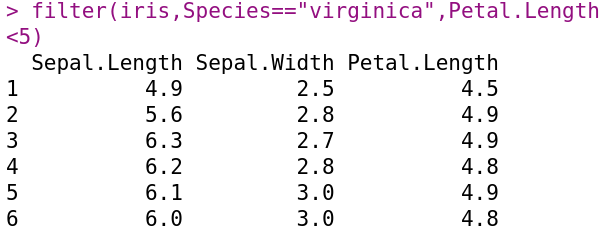 > filter(iris,Species=="virginica",Petal.Length
<5)
  Sepal.Length Sepal.Width Petal.Length
1          4.9         2.5          4.5
2          5.6         2.8          4.9
3          6.3         2.7          4.9
4          6.2         2.8          4.8
5          6.1         3.0          4.9
6          6.0         3.0          4.8